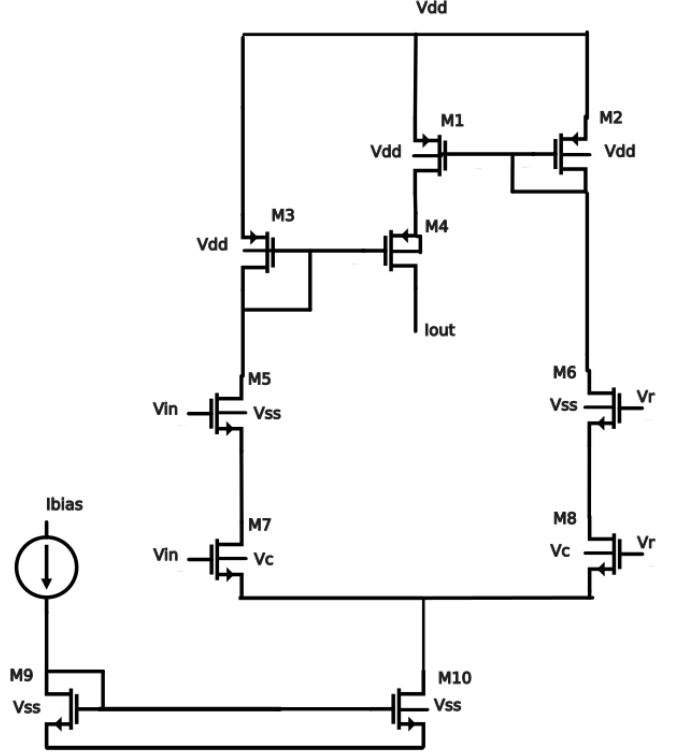 Vdd
M1
M2
Vdd
Vdd
M3
M4
Vdd
Iout
M5
M6
Vin
Vss
Vss
Vr
Ibias
M7
M8
Vin
Vc
Vc
Vr
M9
M10
Vss
Vss